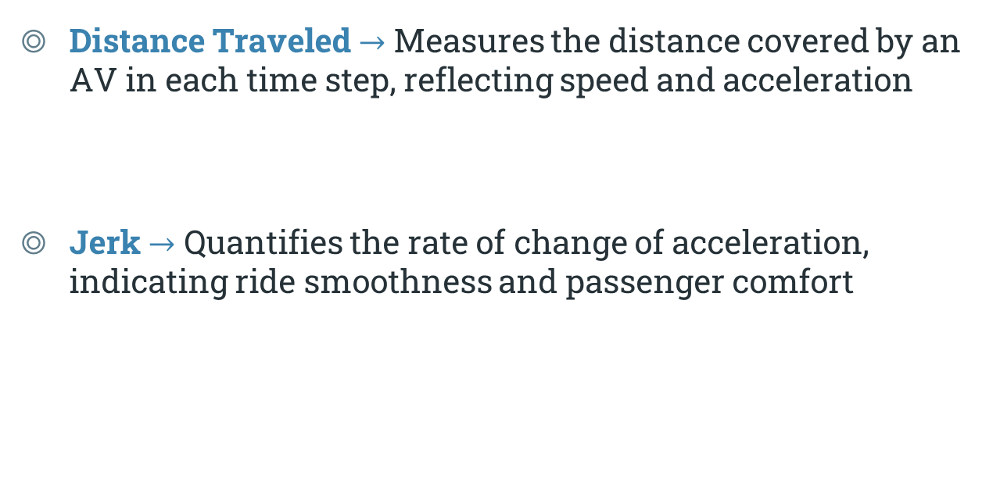 Distance Traveled → Measures the distance covered by an
AV in each time step, reflecting speed and acceleration
Jerk → Quantifies the rate of change of acceleration,
indicating ride smoothness and passenger comfort